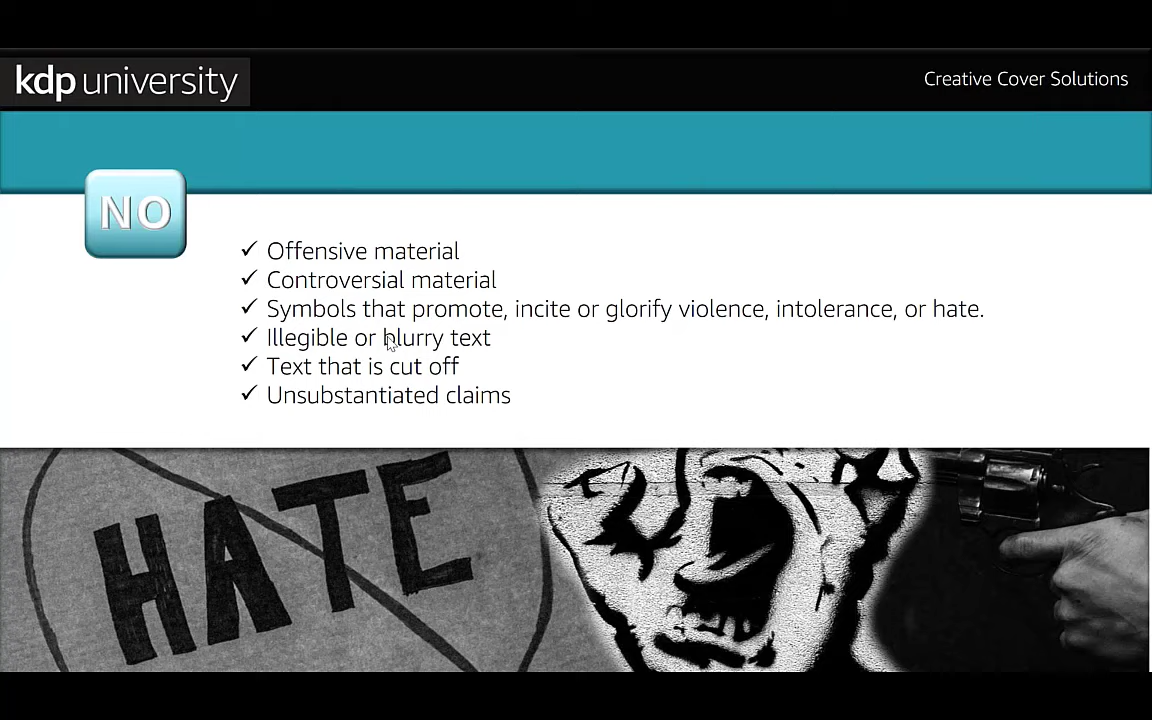 kdp university
Creative Cover Solutions
NO
✓ Offensive material
✓ Controversial material
✓ Symbols that promote, incite or glorify violence, intolerance, or hate.
✓ Illegible or blurry text
✓ Text that is cut off
✓ Unsubstantiated claims
HATE